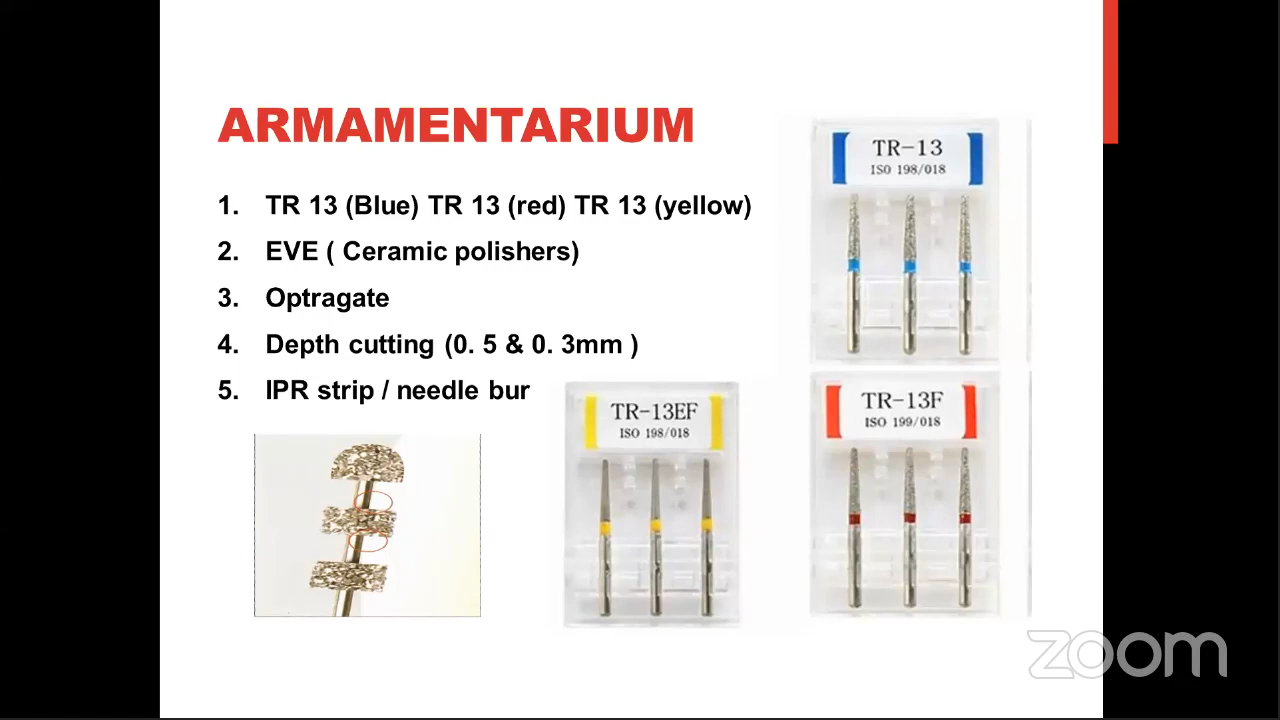 ARMAMENTARIUM
1. TR 13 (Blue) TR 13 (red) TR 13 (yellow)
2. EVE ( Ceramic polishers)
3. Optragate
4. Depth cutting (0. 5 & 0. 3mm )
5. IPR strip / needle bur
TR-13
ISO 198/018
TR-13EF
ISO 198/018
TR-13F
ISO 199/018
zoom